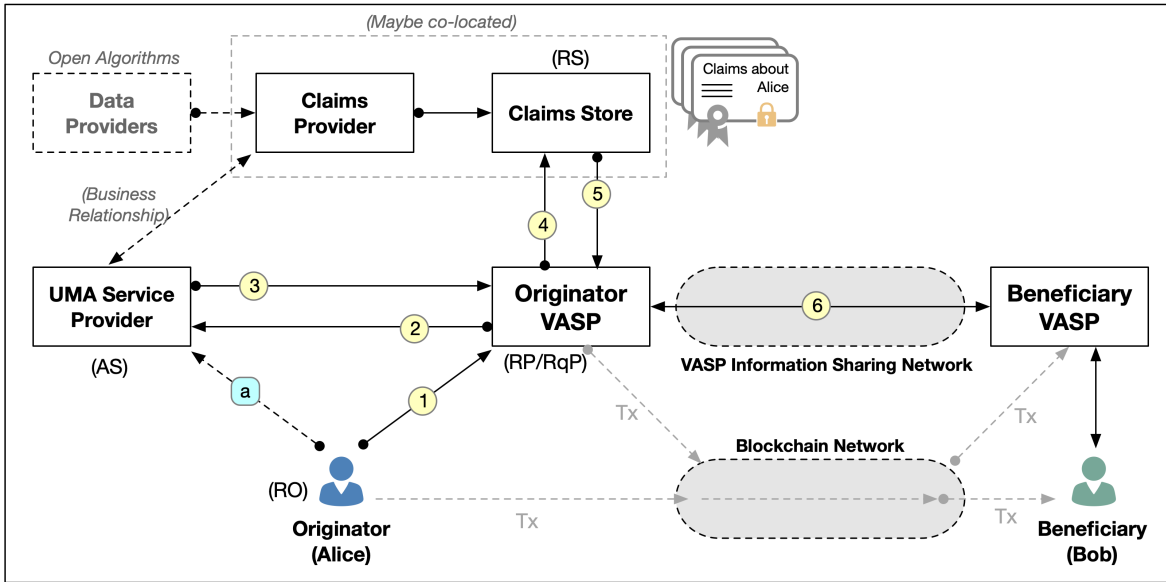 (Maybe co-located)
Open Algorithms
(RS)
Data
Providers
Claims
Provider
Claims Store
Claims about
Alice
(Business
Relationship)
4
5
UMA Service
Provider
3
2
Originator
VASP
6
Beneficiary
VASP
(AS)
(RP/RqP)
VASP Information Sharing Network
a
1
Tx
Tx
Blockchain Network
(RO)
Originator
(Alice)
Tx
Tx
Beneficiary
(Bob)